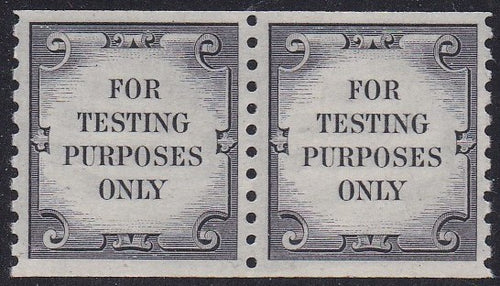 FOR
TESTING
PURPOSES
ONLY
FOR
TESTING
PURPOSES
ONLY